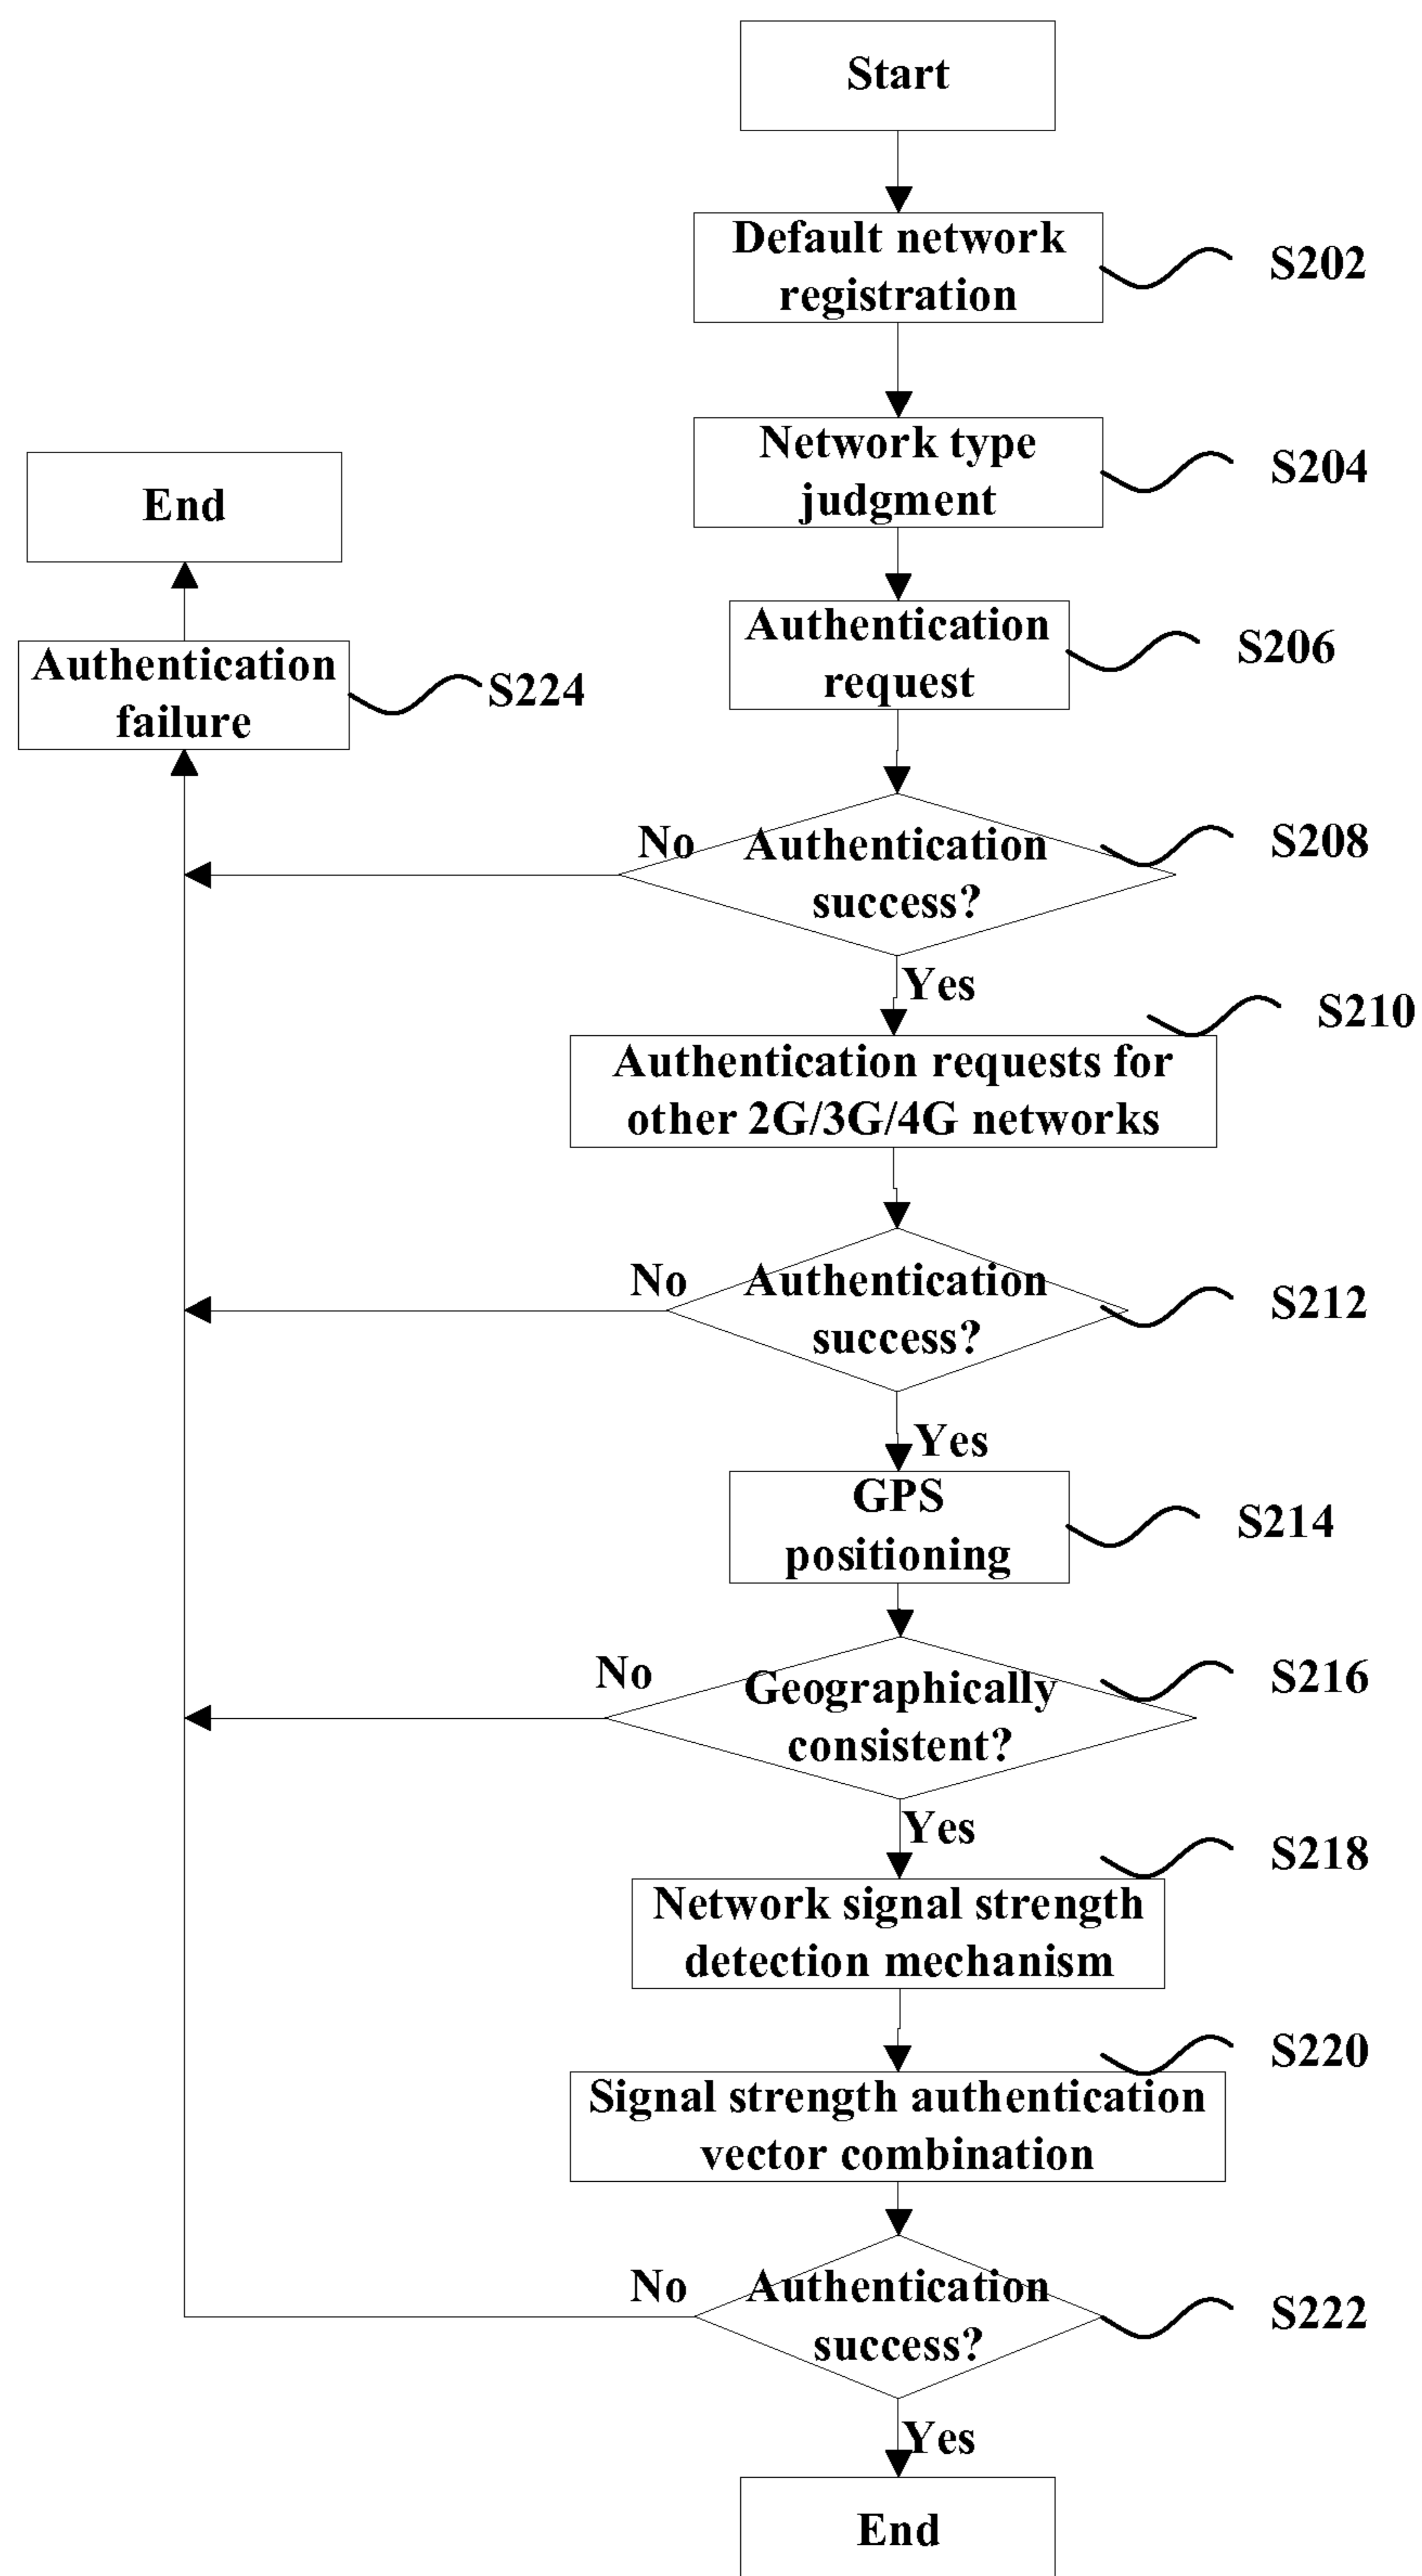 Start
Default network
registration
S202
Network type
judgment
S204
End
Authentication
request
S206
Authentication
failure
S224
No
Authentication
success?
S208
Yes
S210
Authentication requests for
other 2G/3G/4G networks
No
Authentication
success?
S212
Yes
GPS
positioning
S214
No
Geographically
consistent?
S216
Yes
S218
Network signal strength
detection mechanism
S220
Signal strength authentication
vector combination
No
Authentication
success?
S222
Yes
End